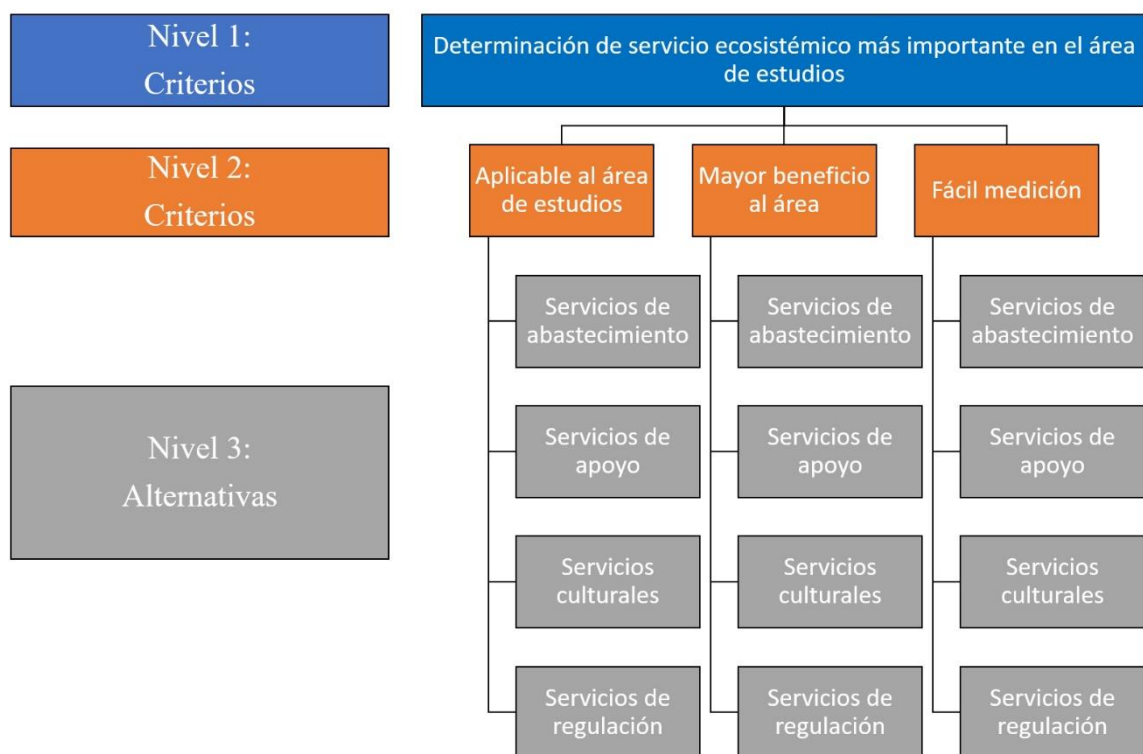 Nivel 1:
Criterios
Determinación de servicio ecosistémico más importante en el área
de estudios
Nivel 2:
Criterios
Aplicable al área
de estudios
Mayor beneficio
al área
Fácil medición
Nivel 3:
Alternativas
Servicios de
abastecimiento
Servicios de
apoyo
Servicios
culturales
Servicios de
regulación
Servicios de
abastecimiento
Servicios de
apoyo
Servicios
culturales
Servicios de
regulación
Servicios de
abastecimiento
Servicios de
apoyo
Servicios
culturales
Servicios de
regulación